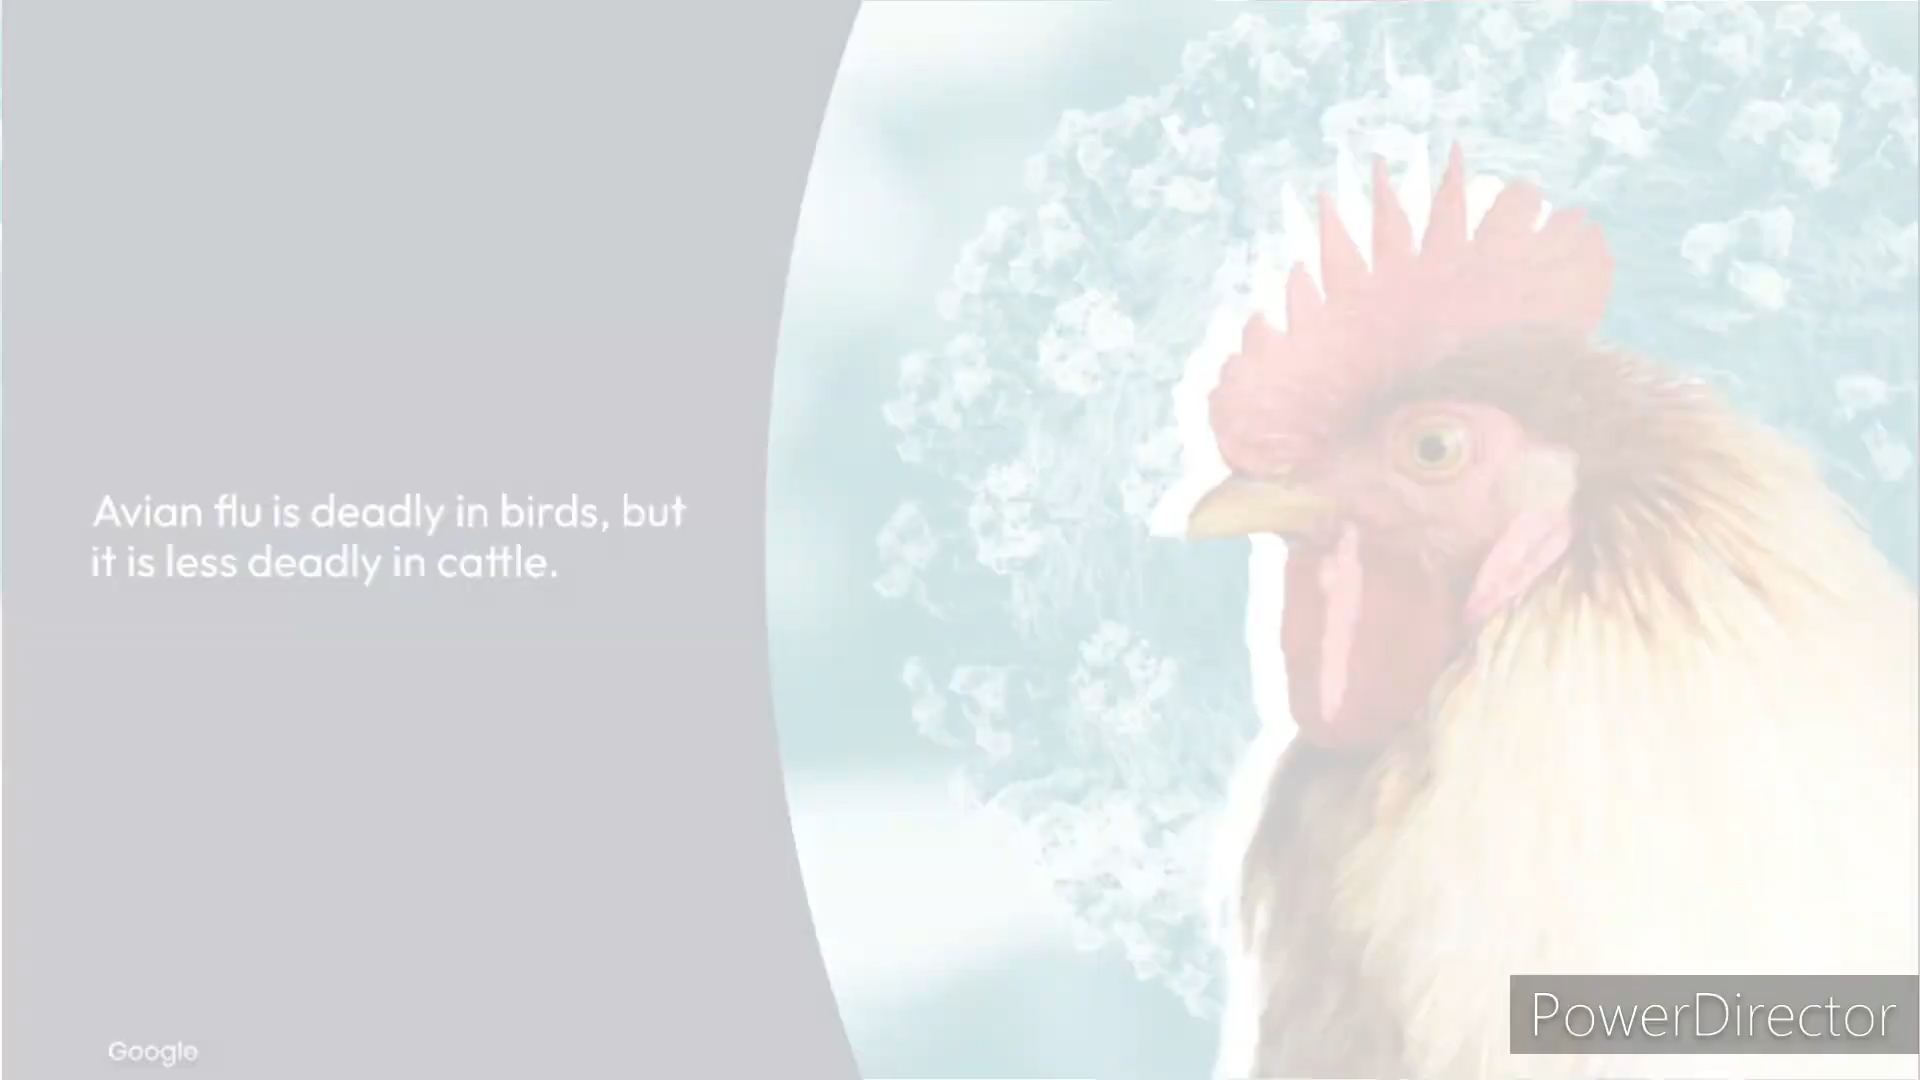 Avian flu is deadly in birds, but
it is less deadly in cattle.
Google
PowerDirector